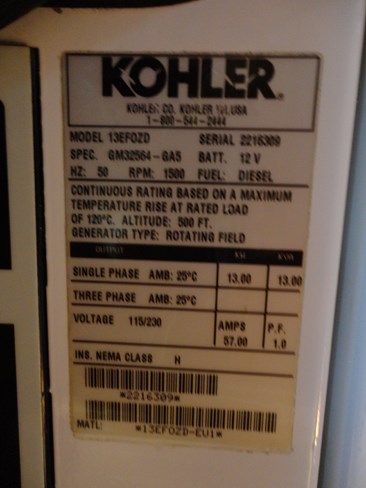 KOHLER.
KOHLER CO. KOHLER WI.USA
1-800-544-2444
MODEL 13EFOZD SERIAL 2216309
SPEC. GM32564-GA5 BATT. 12 V
HZ: 50 RPM: 1500 FUEL: DIESEL
CONTINUOUS RATING BASED ON A MAXIMUM
TEMPERATURE RISE AT RATED LOAD
OF 120°C. ALTITUDE: 500 FT.
GENERATOR TYPE: ROTATING FIELD
OUTPUT KW KVA
SINGLE PHASE AMB: 25°C 13.00 13.00
THREE PHASE AMB: 25°C
VOLTAGE 115/230 AMPS P.F.
57.00 1.0
INS. NEMA CLASS H
*2216309*
MATL: *13EFOZD-EU1*